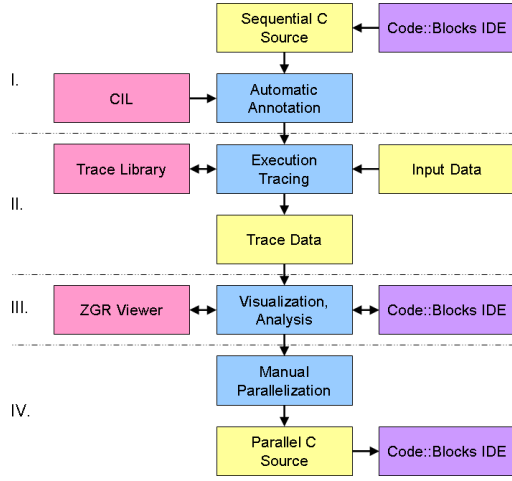 Sequential C
Source
Code::Blocks IDE
I.
CIL
Automatic
Annotation
Trace Library
Execution
Tracing
Input Data
II.
Trace Data
III.
ZGR Viewer
Visualization,
Analysis
Code::Blocks IDE
Manual
Parallelization
IV.
Parallel C
Source
Code::Blocks IDE